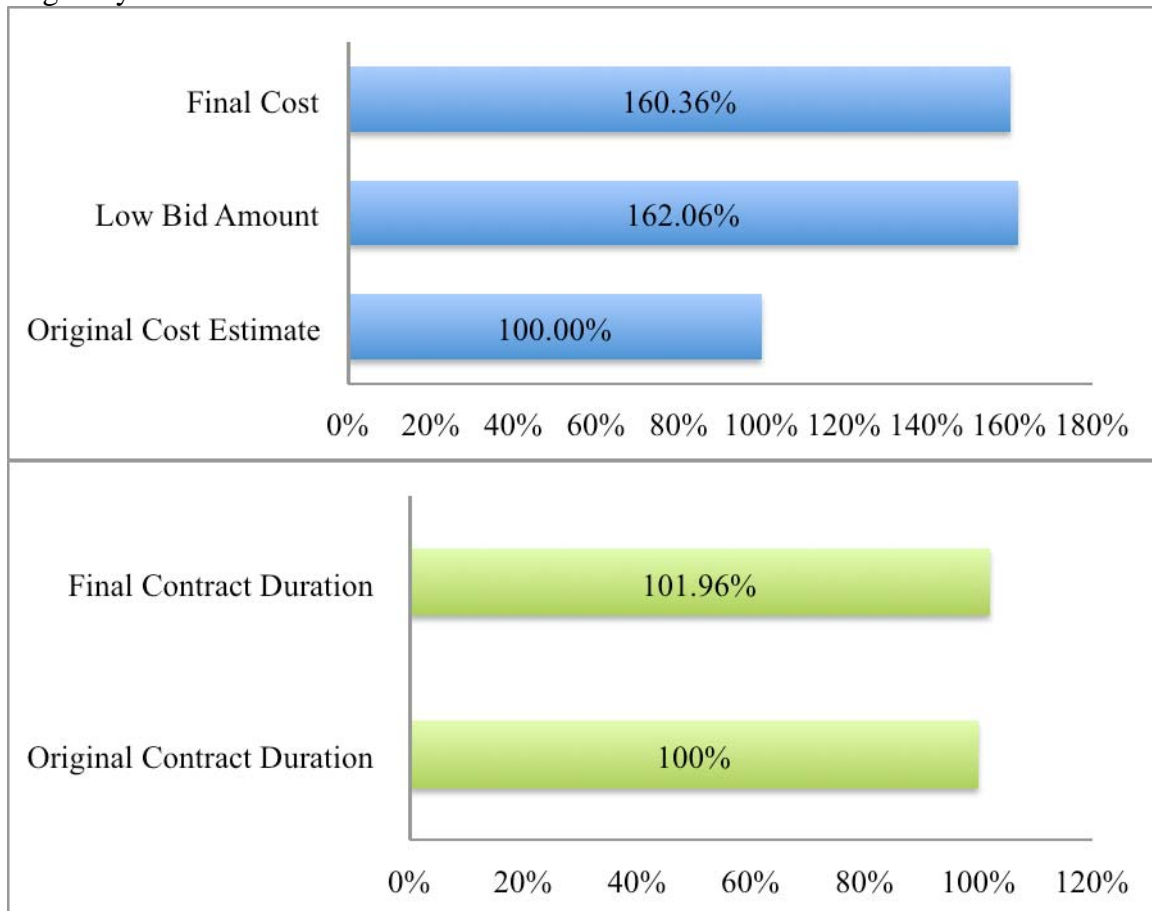 Final Cost 160.36%
Low Bid Amount 162.06%
Original Cost Estimate 100.00%
0% 20% 40% 60% 80% 100% 120% 140% 160% 180%
Final Contract Duration 101.96%
Original Contract Duration 100%
0% 20% 40% 60% 80% 100% 120%